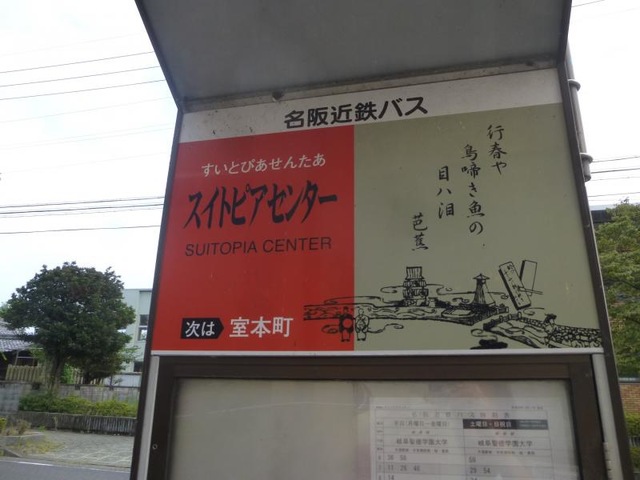 名阪近鉄バス
すいとぴあせんたあ
スイトピアセンター
SUITOPIA CENTER
次は 室本町
行春や
鳥啼き魚の
目ハ泪
芭蕉
土曜日・日祝日
岐阜聖徳学園大学 岐阜聖徳学園大学